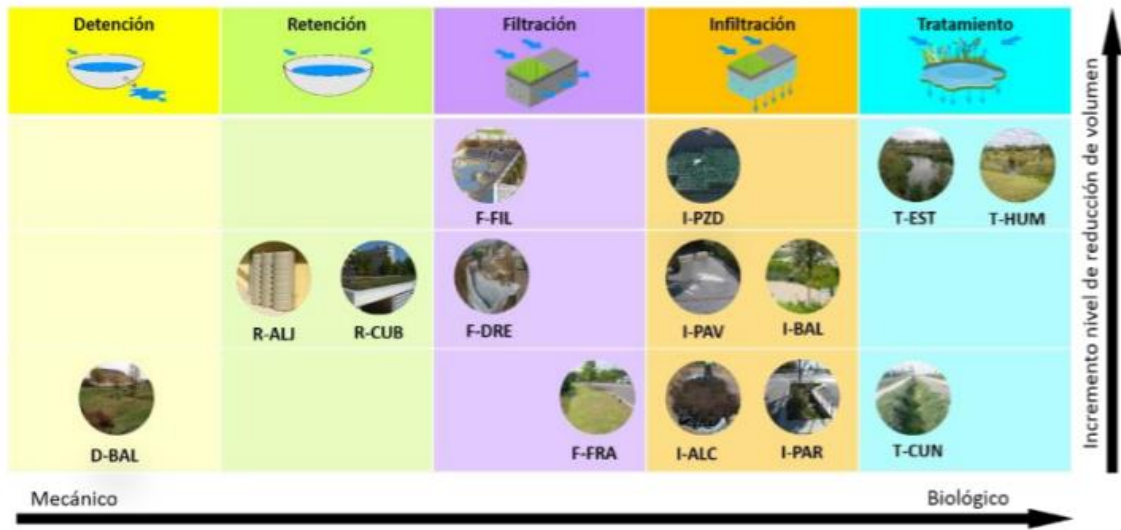 Detención Retención Filtración Infiltración Tratamiento
F-FIL I-PZD T-EST T-HUM
R-ALJ R-CUB F-DRE I-PAV I-BAL
D-BAL F-FRA I-ALC I-PAR T-CUN
Mecánico Biológico
Incremento nivel de reducción de volumen